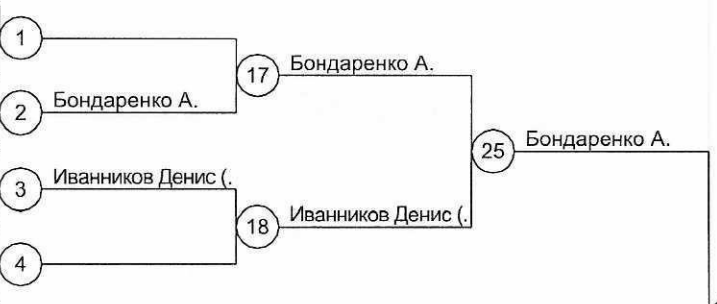 1
Бондаренко А.
17
2
Бондаренко А.
Бондаренко А.
25
3
Иванников Денис (.
Иванников Денис (.
18
4